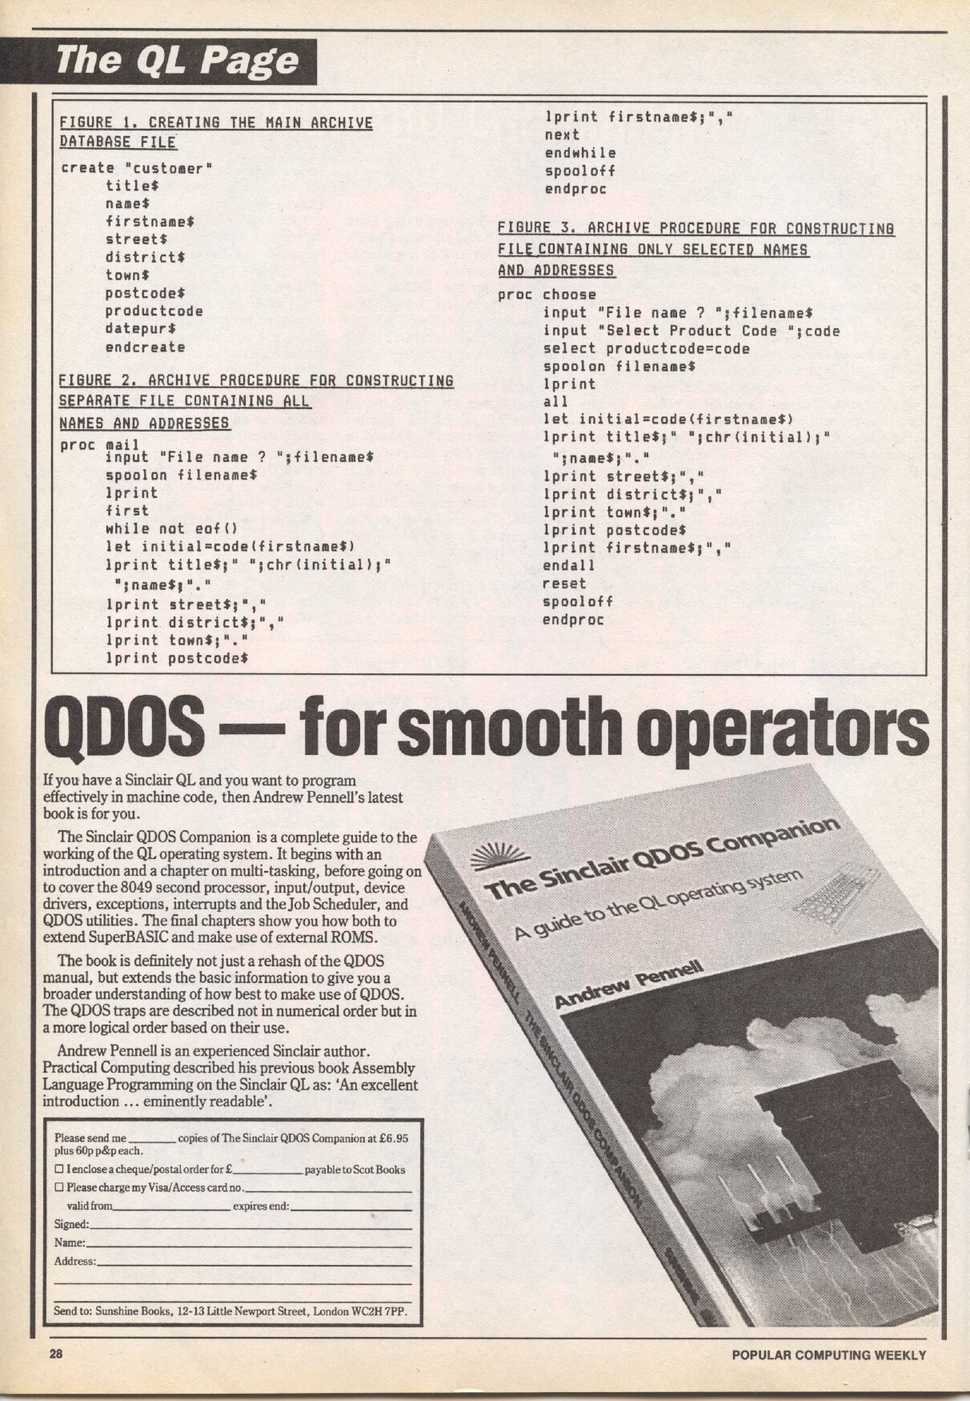 The QL Page
FIGURE 1. CREATING THE MAIN ARCHIVE
DATABASE FILE
create "customer"
title$
name$
firstname$
street$
district$
town$
postcode$
productcode
datepur$
endcreate
FIGURE 2. ARCHIVE PROCEDURE FOR CONSTRUCTING
SEPARATE FILE CONTAINING ALL
NAMES AND ADDRESSES
proc mail
input "File name ? ";filename$
spoolon filename$
lprint
first
while not eof()
let initial=code(firstname$)
lprint title$;" ";chr(initial);"
";name$;"."
lprint street$;","
lprint district$;","
lprint town$;"."
lprint postcode$
lprint firstname$;","
next
endwhile
spooloff
endproc
FIGURE 3. ARCHIVE PROCEDURE FOR CONSTRUCTING
FILE CONTAINING ONLY SELECTED NAMES
AND ADDRESSES
proc choose
input "File name ? ";filename$
input "Select Product Code ";code
select productcode=code
spoolon filename$
lprint
all
let initial=code(firstname$)
lprint title$;" ";chr(initial);"
";name$;"."
lprint street$;","
lprint district$;","
lprint town$;"."
lprint postcode$
lprint firstname$;","
endall
reset
spooloff
endproc
QDOS — for smooth operators
If you have a Sinclair QL and you want to program
effectively in machine code, then Andrew Pennell's latest
book is for you.
The Sinclair QDOS Companion is a complete guide to the
working of the QL operating system. It begins with an
introduction and a chapter on multi-tasking, before going on
to cover the 8049 second processor, input/output, device
drivers, exceptions, interrupts and the Job Scheduler, and
QDOS utilities. The final chapters show you how both to
extend SuperBASIC and make use of external ROMS.
The book is definitely not just a rehash of the QDOS
manual, but extends the basic information to give you a
broader understanding of how best to make use of QDOS.
The QDOS traps are described not in numerical order but in
a more logical order based on their use.
Andrew Pennell is an experienced Sinclair author.
Practical Computing described his previous book Assembly
Language Programming on the Sinclair QL as: 'An excellent
introduction ... eminently readable'.
Please send me ________ copies of The Sinclair QDOS Companion at £6.95
plus 60p p&p each.
☐ I enclose a cheque/postal order for £____________ payable to Scot Books
☐ Please charge my Visa/Access card no.____________
valid from____________ expires end:____________
Signed:____________
Name:____________
Address:____________
Send to: Sunshine Books, 12-13 Little Newport Street, London WC2H 7PP.
The Sinclair QDOS Companion
A guide to the QL operating system
Andrew Pennell
ANDREW PENNELL THE SINCLAIR QDOS COMPANION SUNSHINE
28
POPULAR COMPUTING WEEKLY